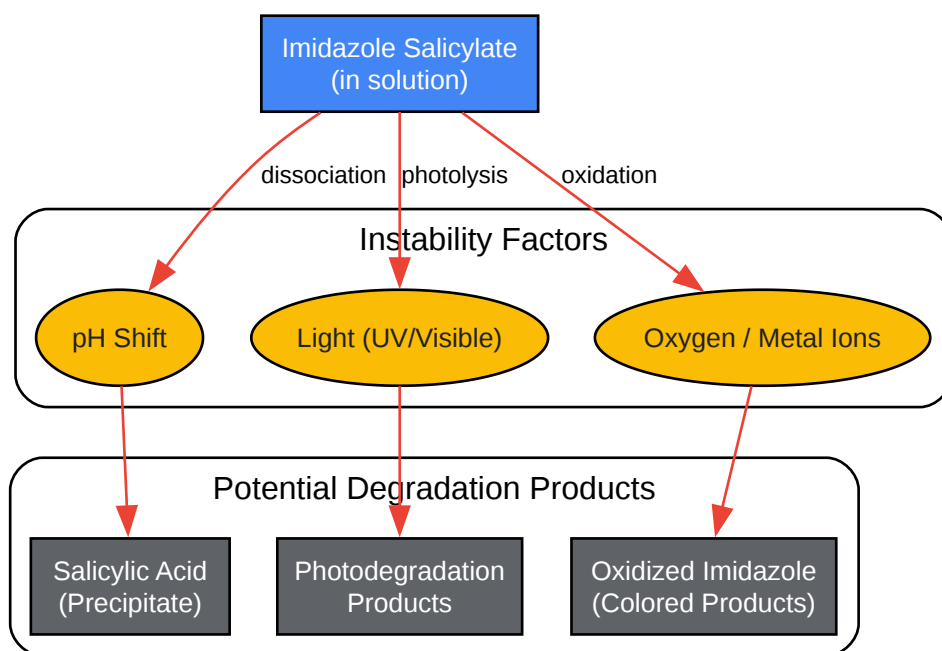 Imidazole Salicylate
(in solution)
dissociation
photolysis
oxidation
Instability Factors
pH Shift
Light (UV/Visible)
Oxygen / Metal Ions
Potential Degradation Products
Salicylic Acid
(Precipitate)
Photodegradation
Products
Oxidized Imidazole
(Colored Products)